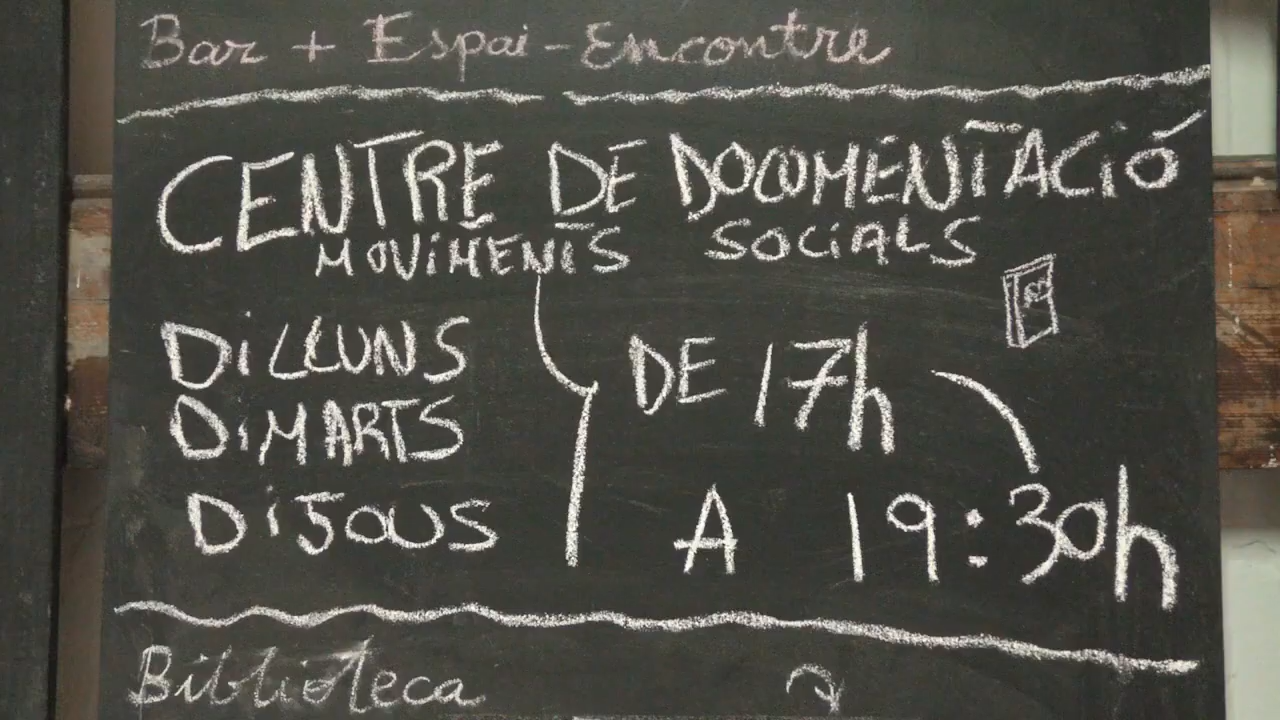 Bar + Espai-Encontre
CENTRE DE DOCUMENTACIÓ
MOVIMENTS SOCIALS
DILLUNS
DIMARTS
DIJOUS
DE 17h
A 19:30h
Biblioteca